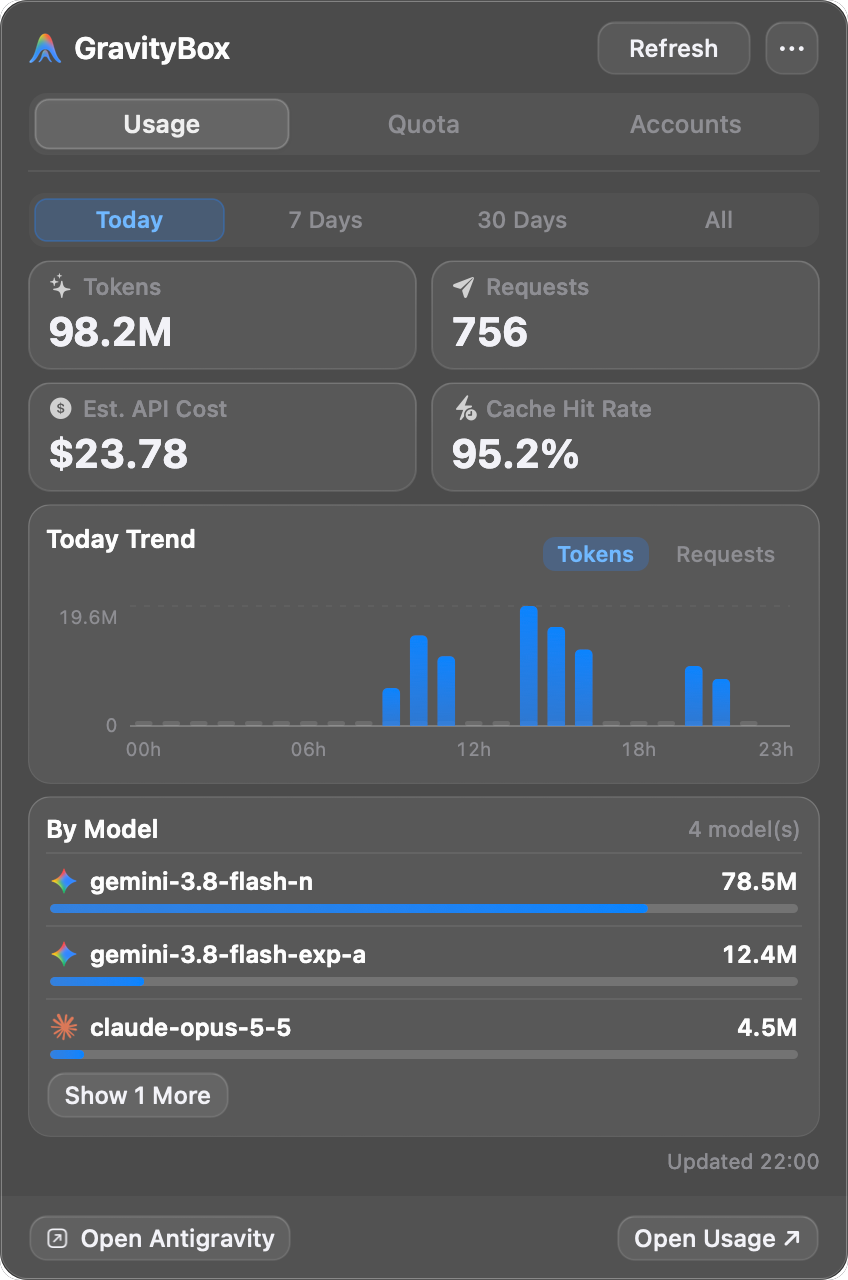 GravityBox
Refresh
Usage
Quota
Accounts
Today
7 Days
30 Days
All
Tokens
98.2M
Requests
756
Est. API Cost
$23.78
Cache Hit Rate
95.2%
Today Trend
Tokens
Requests
19.6M
0
00h
06h
12h
18h
23h
By Model
4 model(s)
gemini-3.8-flash-n
78.5M
gemini-3.8-flash-exp-a
12.4M
claude-opus-5-5
4.5M
Show 1 More
Updated 22:00
Open Antigravity
Open Usage